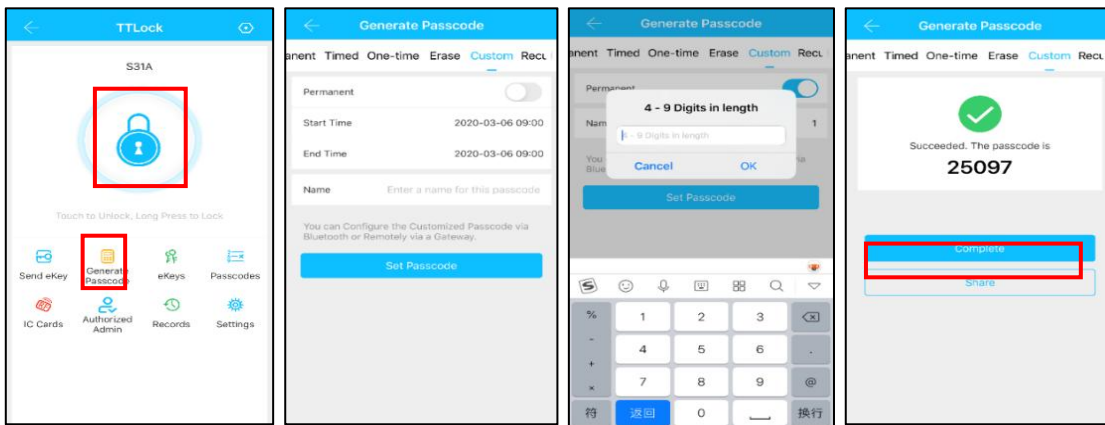 TTLock
S31A
Touch to Unlock, Long Press to Lock
Send eKey
Generate
Passcode
eKeys
Passcodes
IC Cards
Authorized
Admin
Records
Settings
Generate Passcode
anent Timed One-time Erase Custom Recu
Permanent
Start Time 2020-03-06 09:00
End Time 2020-03-06 09:00
Name Enter a name for this passcode
You can Configure the Customized Passcode via
Bluetooth or Remotely via a Gateway.
Set Passcode
Generate Passcode
anent Timed One-time Erase Custom Recu
Permanent
4 - 9 Digits in length
Nam 1
4 - 9 Digits in length
You via
Blue
Cancel OK
Set Passcode
S
% 1 2 3
- 4 5 6 .
+
× 7 8 9 @
符 返回 0 换行
Generate Passcode
anent Timed One-time Erase Custom Recu
Succeeded. The passcode is
25097
Complete
Share